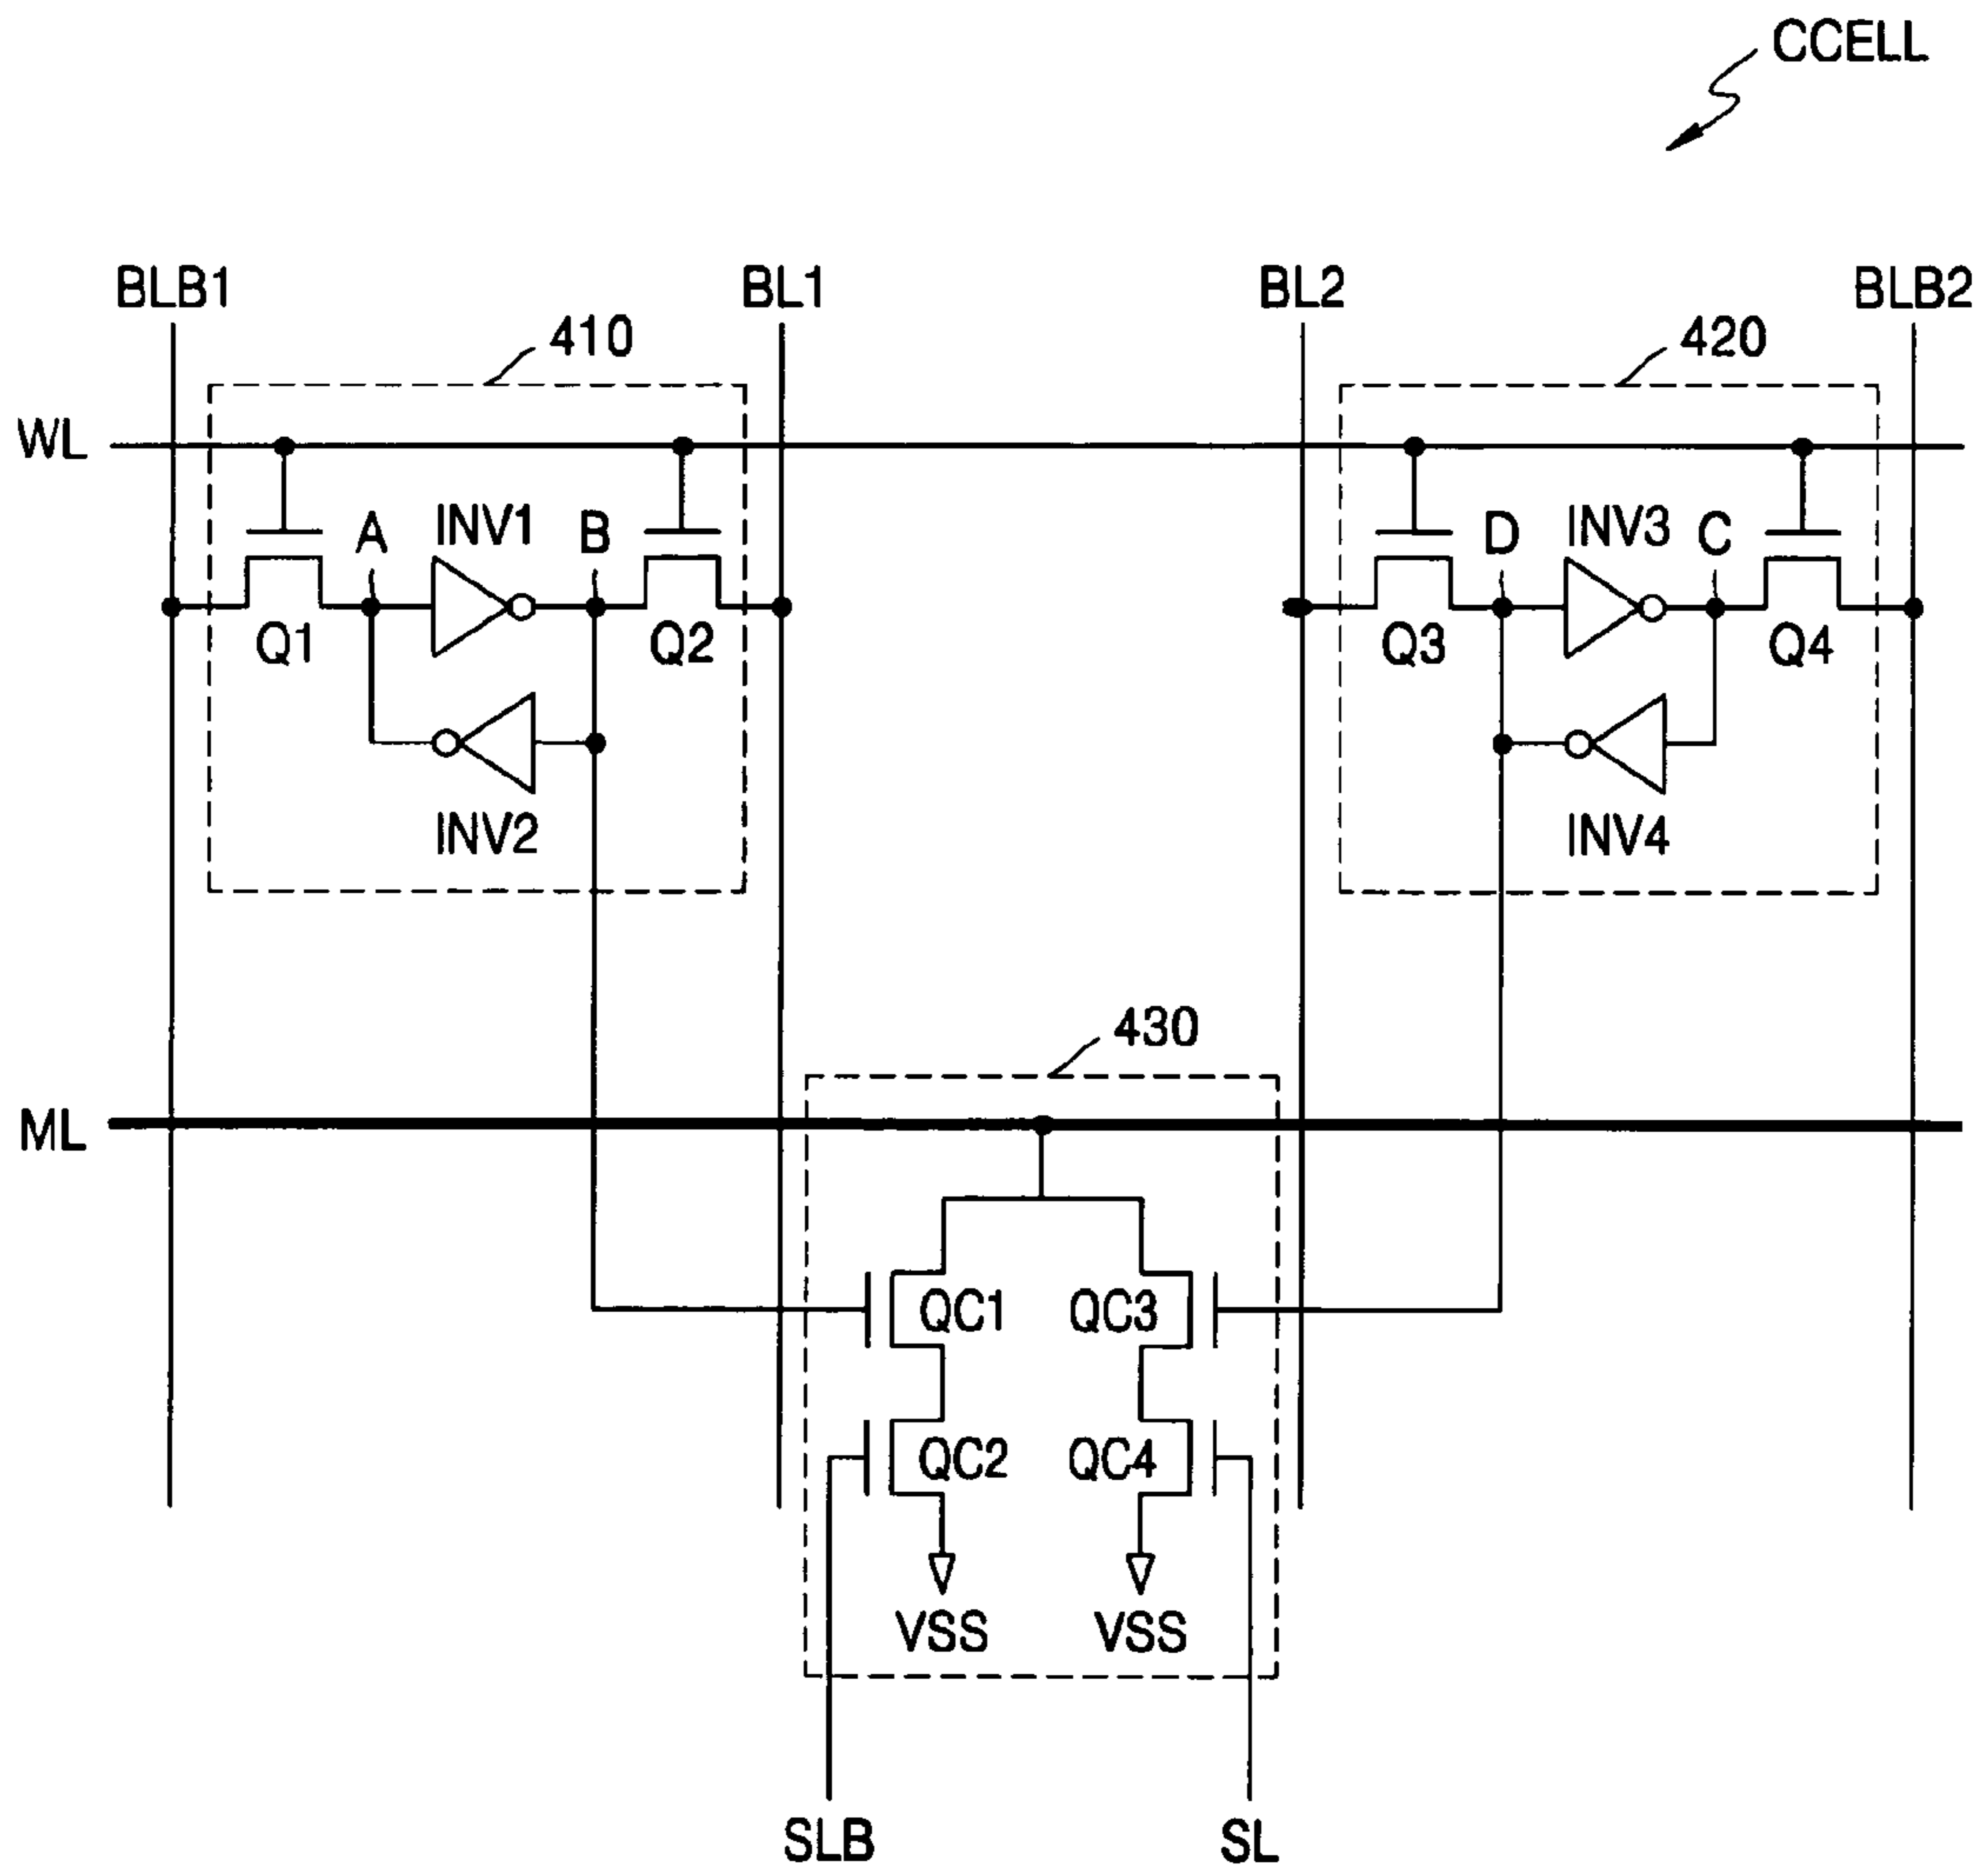 CCELL
BLB1 BL1 BL2 BLB2
410 420
WL
A INV1 B D INV3 C
Q1 Q2 Q3 Q4
INV2 INV4
430
ML
QC1 QC3
QC2 QC4
VSS VSS
SLB SL